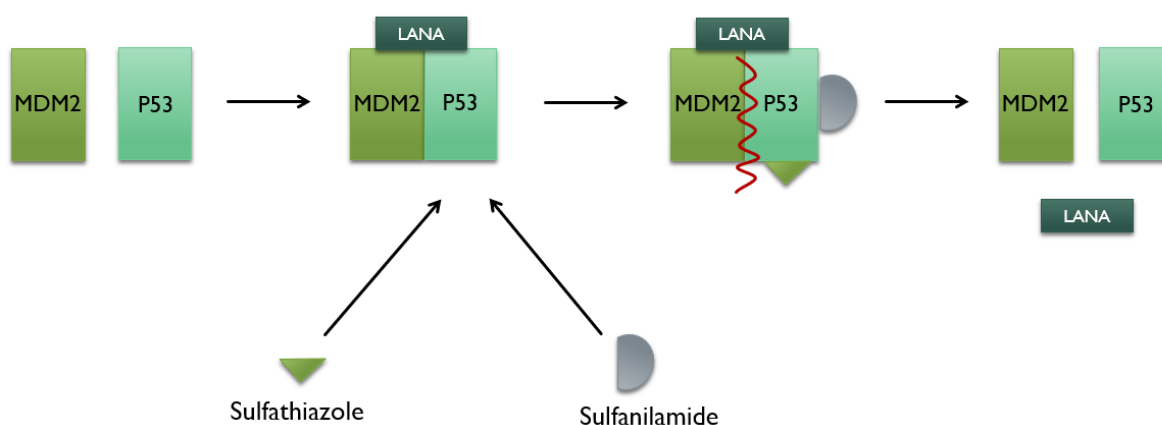 MDM2
P53
LANA
MDM2
P53
LANA
MDM2
P53
MDM2
P53
LANA
Sulfathiazole
Sulfanilamide